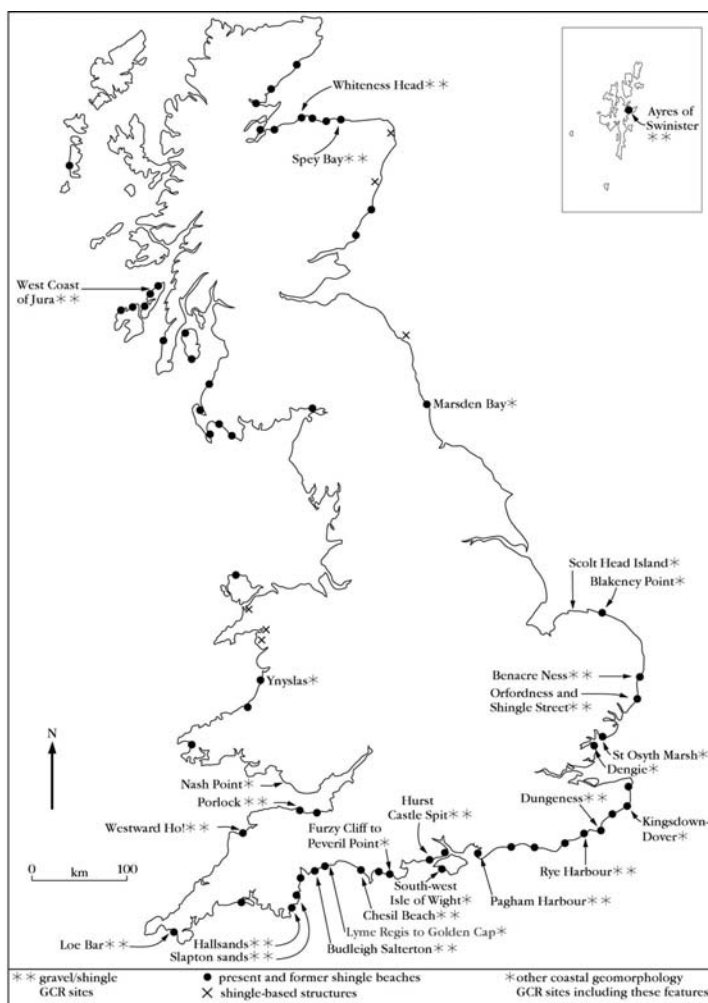 Whiteness Head**
Spey Bay**
Ayres of
Swinister
**
West Coast
of Jura**
Marsden Bay*
Scolt Head Island*
Blakeney Point*
Benacre Ness**
Orfordness and
Shingle Street**
Ynyslas*
St Osyth Marsh*
Dengie*
N
Nash Point*
Porlock**
Westward Ho!**
Furzy Cliff to
Peveril Point*
Hurst
Castle Spit**
Dungeness**
Kingsdown-
Dover*
Rye Harbour**
0 100
km
South-west
Isle of Wight*
Pagham Harbour**
Chesil Beach**
Lyme Regis to Golden Cap*
Budleigh Salterton**
Loe Bar**
Hallsands**
Slapton sands**
** gravel/shingle
GCR sites
● present and former shingle beaches
× shingle-based structures
*other coastal geomorphology
GCR sites including these features